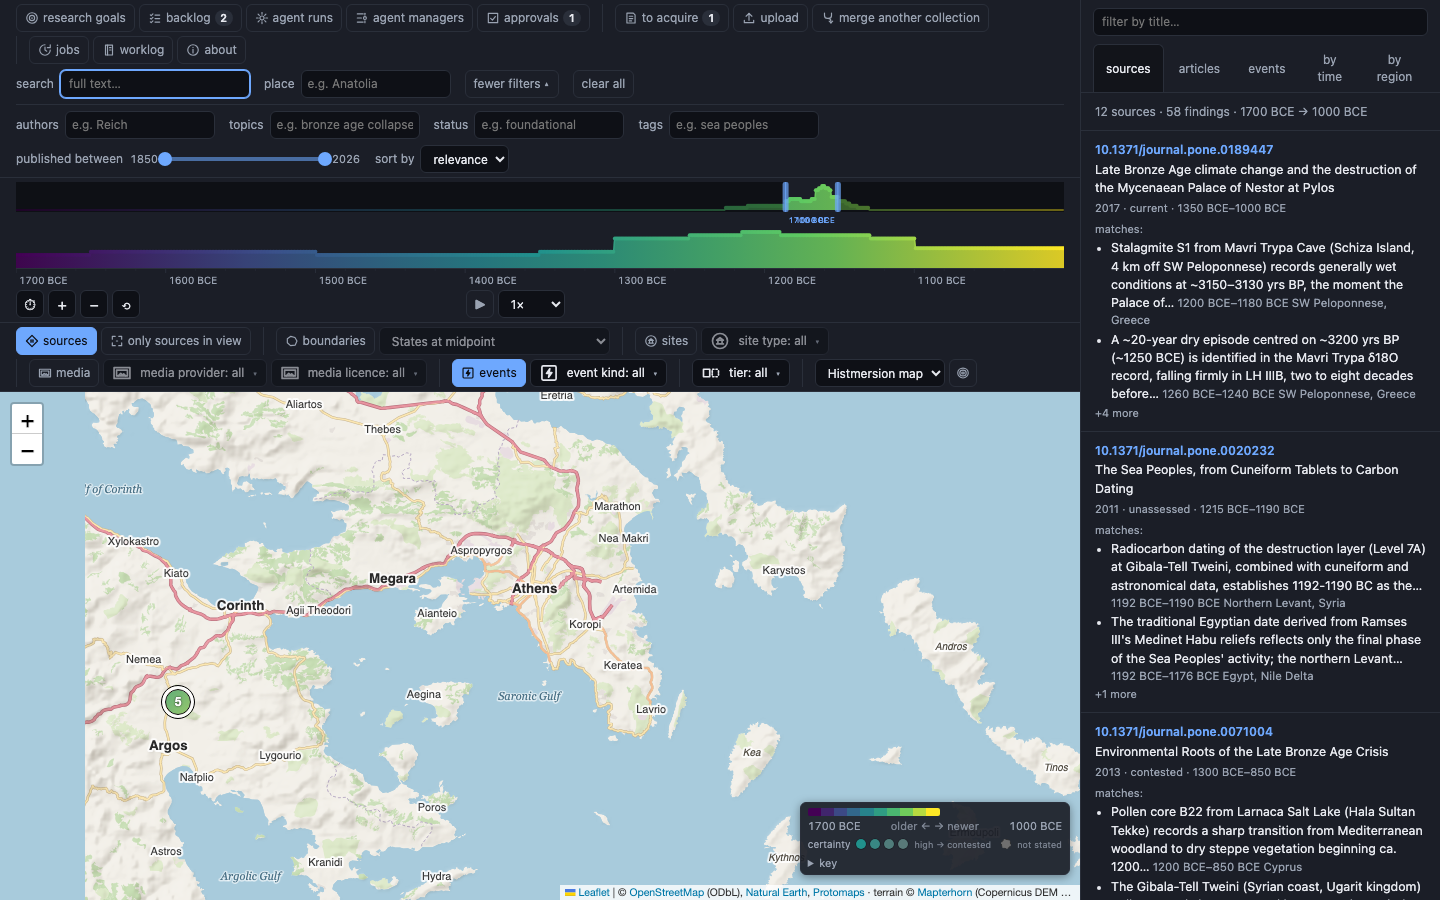 research goals
backlog 2
agent runs
agent managers
approvals 1
to acquire 1
upload
merge another collection
jobs
worklog
about
search full text...
place e.g. Anatolia
fewer filters
clear all
authors e.g. Reich
topics e.g. bronze age collapse
status e.g. foundational
tags e.g. sea peoples
published between 1850 2026
sort by relevance
1700 BCE 1600 BCE 1500 BCE 1400 BCE 1300 BCE 1200 BCE 1100 BCE
+ −
1×
sources
only sources in view
boundaries
States at midpoint
sites
site type: all
media
media provider: all
media licence: all
events
event kind: all
tier: all
Histmersion map
+
−
Aliartos
Eretria
Thebes
f of Corinth
Marathon
Xylokastro
Nea Makri
Aspropyrgos
Kiato
Megara
Karystos
Athens
Artemida
Corinth
Agii Theodori
Aianteio
Koropi
Nemea
Keratea
Andros
Aegina
Saronic Gulf
5
Lavrio
Argos
Lygourio
Kea
Nafplio
Tinos
Poros
Astros
Kranidi
Kythno
Argolic Gulf
Hydra
1700 BCE older ← → newer 1000 BCE
certainty high → contested not stated
key
Leaflet | © OpenStreetMap (ODbL), Natural Earth, Protomaps · terrain © Mapterhorn (Copernicus DEM ...
filter by title...
sources
articles
events
by time
by region
12 sources · 58 findings · 1700 BCE → 1000 BCE
10.1371/journal.pone.0189447
Late Bronze Age climate change and the destruction of
the Mycenaean Palace of Nestor at Pylos
2017 · current · 1350 BCE–1000 BCE
matches:
• Stalagmite S1 from Mavri Trypa Cave (Schiza Island,
4 km off SW Peloponnese) records generally wet
conditions at ~3150–3130 yrs BP, the moment the
Palace of... 1200 BCE–1180 BCE SW Peloponnese,
Greece
• A ~20-year dry episode centred on ~3200 yrs BP
(~1250 BCE) is identified in the Mavri Trypa δ18O
record, falling firmly in LH IIIB, two to eight decades
before... 1260 BCE–1240 BCE SW Peloponnese, Greece
+4 more
10.1371/journal.pone.0020232
The Sea Peoples, from Cuneiform Tablets to Carbon
Dating
2011 · unassessed · 1215 BCE–1190 BCE
matches:
• Radiocarbon dating of the destruction layer (Level 7A)
at Gibala-Tell Tweini, combined with cuneiform and
astronomical data, establishes 1192-1190 BC as the...
1192 BCE–1190 BCE Northern Levant, Syria
• The traditional Egyptian date derived from Ramses
III's Medinet Habu reliefs reflects only the final phase
of the Sea Peoples' activity; the northern Levant...
1192 BCE–1176 BCE Egypt, Nile Delta
+1 more
10.1371/journal.pone.0071004
Environmental Roots of the Late Bronze Age Crisis
2013 · contested · 1300 BCE–850 BCE
matches:
• Pollen core B22 from Larnaca Salt Lake (Hala Sultan
Tekke) records a sharp transition from Mediterranean
woodland to dry steppe vegetation beginning ca.
1200... 1200 BCE–850 BCE Cyprus
• The Gibala-Tell Tweini (Syrian coast, Ugarit kingdom)